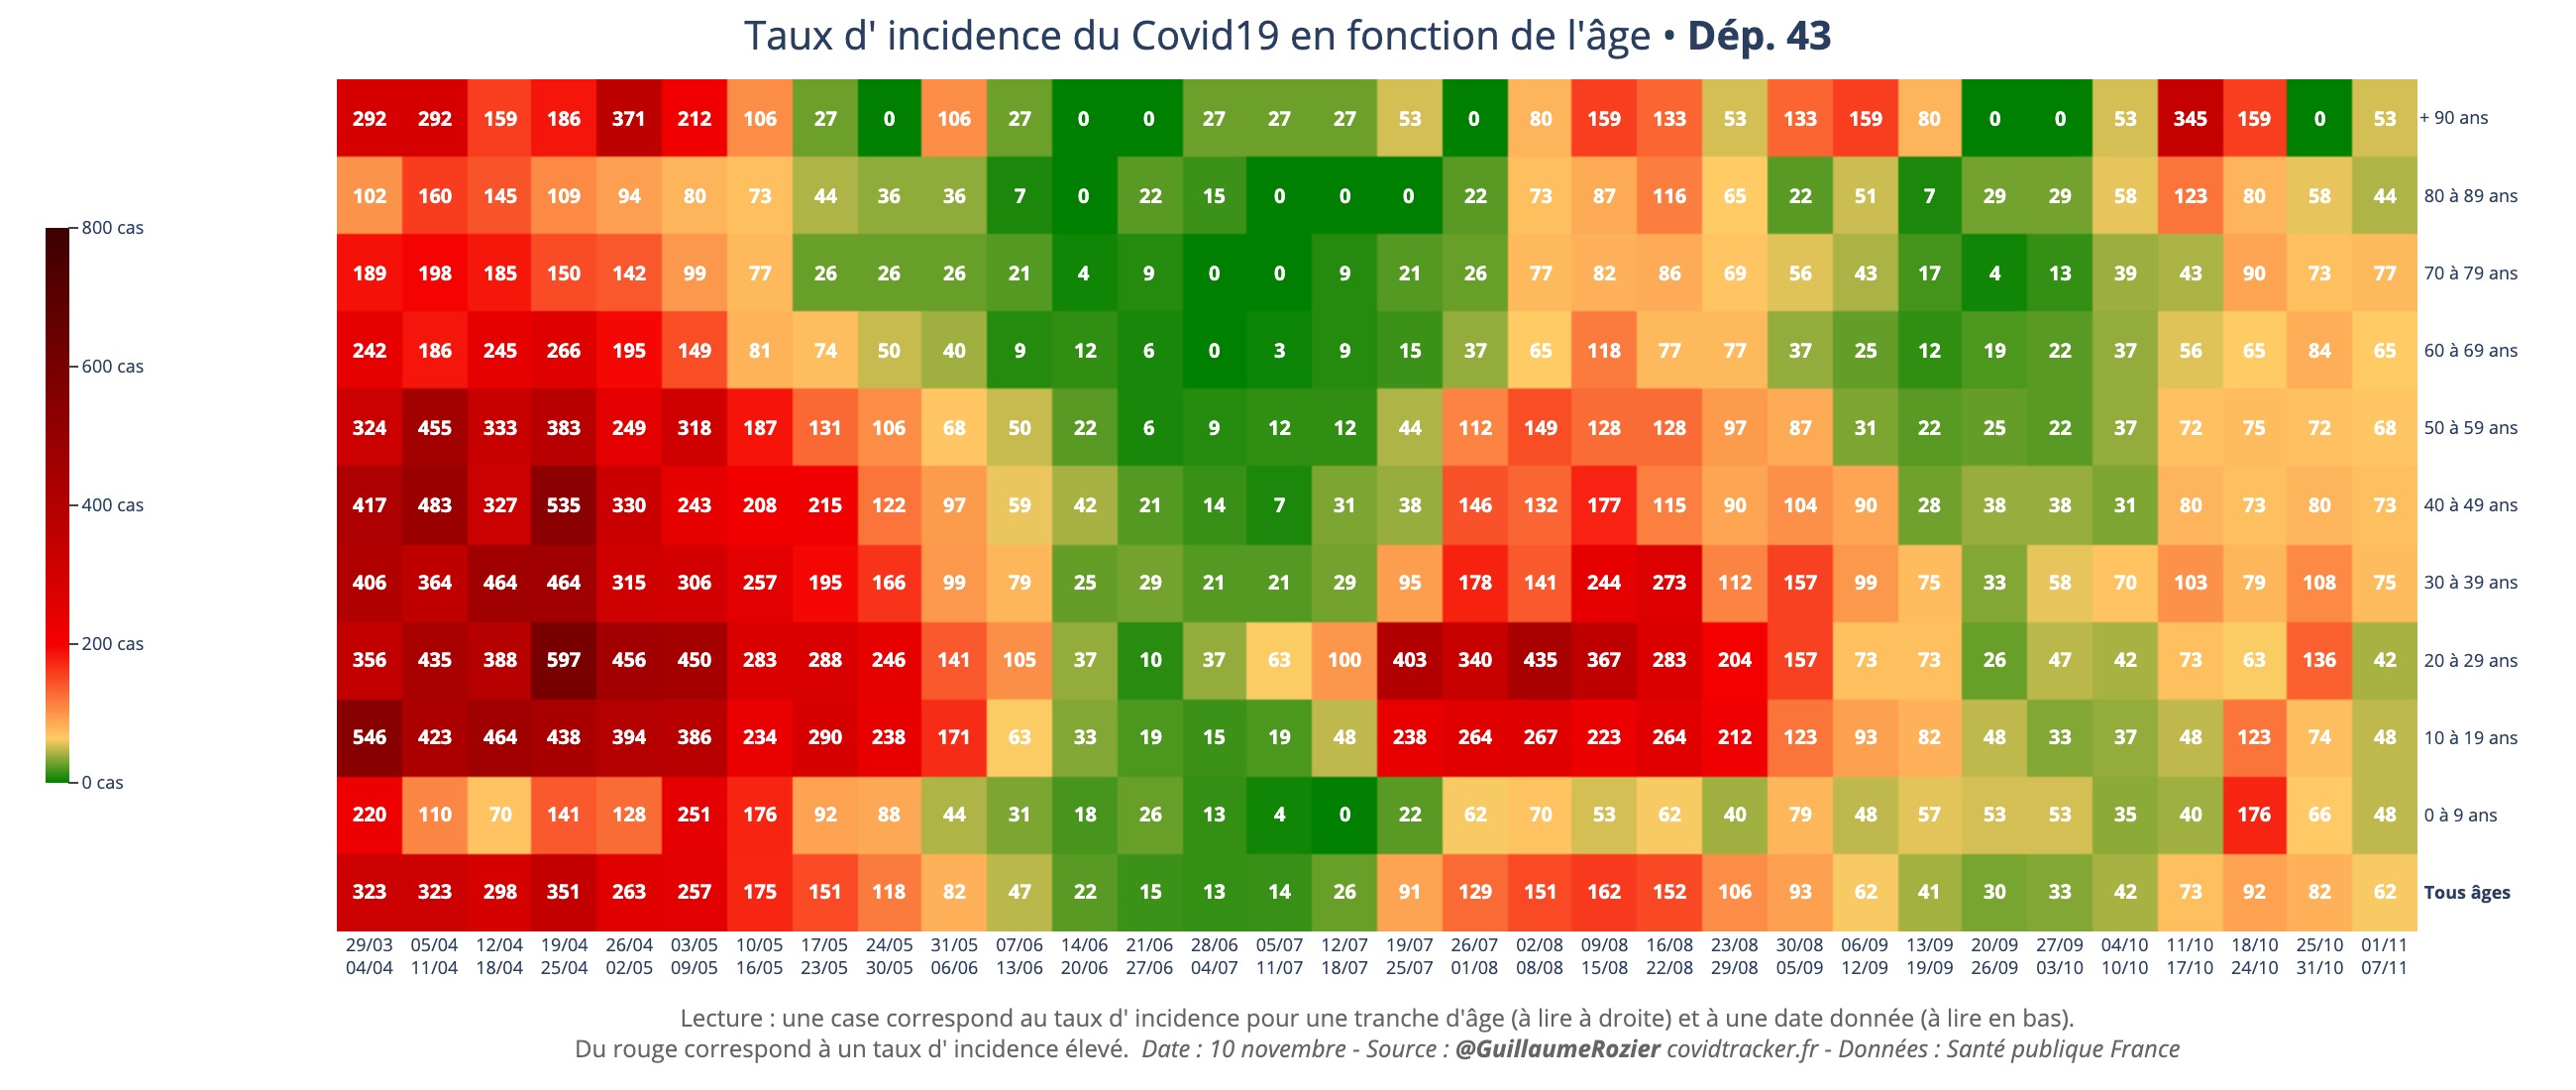 Taux d' incidence du Covid19 en fonction de l'âge • Dép. 43
292 292 159 186 371 212 106 27 0 106 27 0 0 27 27 27 53 0 80 159 133 53 133 159 80 0 0 53 345 159 0 53 + 90 ans
102 160 145 109 94 80 73 44 36 36 7 0 22 15 0 0 0 22 73 87 116 65 22 51 7 29 29 58 123 80 58 44 80 à 89 ans
189 198 185 150 142 99 77 26 26 26 21 4 9 0 0 9 21 26 77 82 86 69 56 43 17 4 13 39 43 90 73 77 70 à 79 ans
242 186 245 266 195 149 81 74 50 40 9 12 6 0 3 9 15 37 65 118 77 77 37 25 12 19 22 37 56 65 84 65 60 à 69 ans
324 455 333 383 249 318 187 131 106 68 50 22 6 9 12 12 44 112 149 128 128 97 87 31 22 25 22 37 72 75 72 68 50 à 59 ans
417 483 327 535 330 243 208 215 122 97 59 42 21 14 7 31 38 146 132 177 115 90 104 90 28 38 38 31 80 73 80 73 40 à 49 ans
406 364 464 464 315 306 257 195 166 99 79 25 29 21 21 29 95 178 141 244 273 112 157 99 75 33 58 70 103 79 108 75 30 à 39 ans
356 435 388 597 456 450 283 288 246 141 105 37 10 37 63 100 403 340 435 367 283 204 157 73 73 26 47 42 73 63 136 42 20 à 29 ans
546 423 464 438 394 386 234 290 238 171 63 33 19 15 19 48 238 264 267 223 264 212 123 93 82 48 33 37 48 123 74 48 10 à 19 ans
220 110 70 141 128 251 176 92 88 44 31 18 26 13 4 0 22 62 70 53 62 40 79 48 57 53 53 35 40 176 66 48 0 à 9 ans
323 323 298 351 263 257 175 151 118 82 47 22 15 13 14 26 91 129 151 162 152 106 93 62 41 30 33 42 73 92 82 62 Tous âges
29/03 05/04 12/04 19/04 26/04 03/05 10/05 17/05 24/05 31/05 07/06 14/06 21/06 28/06 05/07 12/07 19/07 26/07 02/08 09/08 16/08 23/08 30/08 06/09 13/09 20/09 27/09 04/10 11/10 18/10 25/10 01/11
04/04 11/04 18/04 25/04 02/05 09/05 16/05 23/05 30/05 06/06 13/06 20/06 27/06 04/07 11/07 18/07 25/07 01/08 08/08 15/08 22/08 29/08 05/09 12/09 19/09 26/09 03/10 10/10 17/10 24/10 31/10 07/11
800 cas
600 cas
400 cas
200 cas
0 cas
Lecture : une case correspond au taux d' incidence pour une tranche d'âge (à lire à droite) et à une date donnée (à lire en bas).
Du rouge correspond à un taux d' incidence élevé. Date : 10 novembre - Source : @GuillaumeRozier covidtracker.fr - Données : Santé publique France